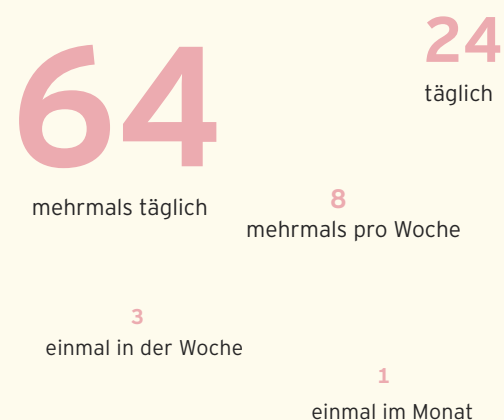 64
mehrmals täglich
24
täglich
8
mehrmals pro Woche
3
einmal in der Woche
1
einmal im Monat